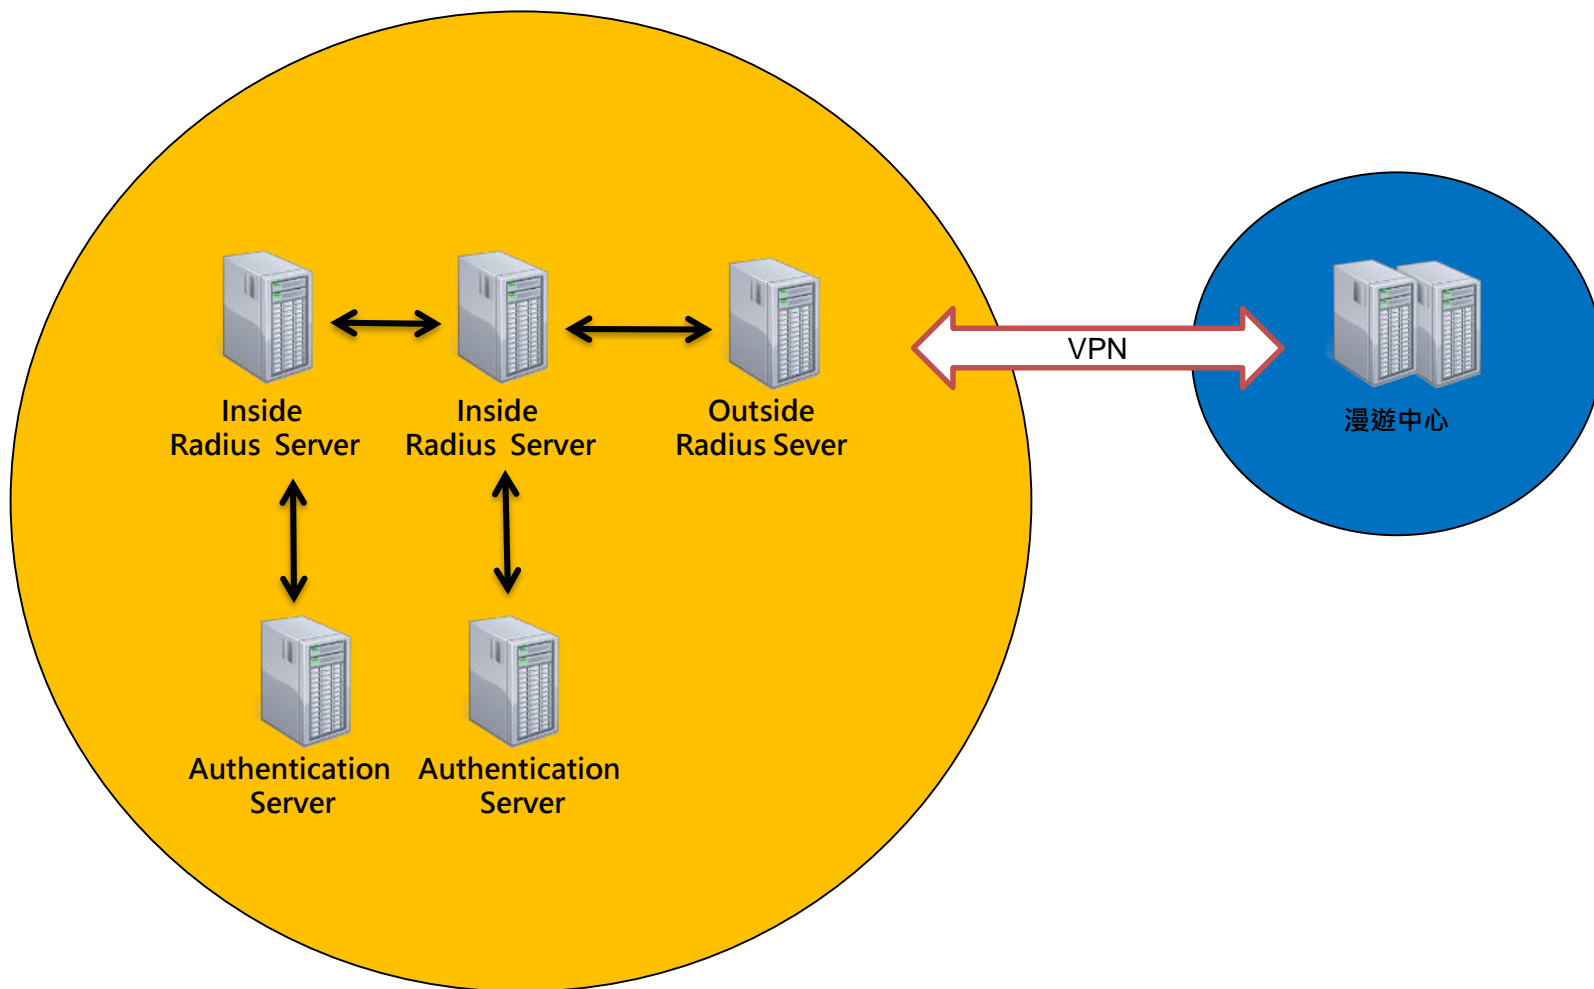 Inside
Radius  Server
Inside
Radius  Server
Outside
Radius Sever
VPN
漫遊中心
Authentication
Server
Authentication
Server